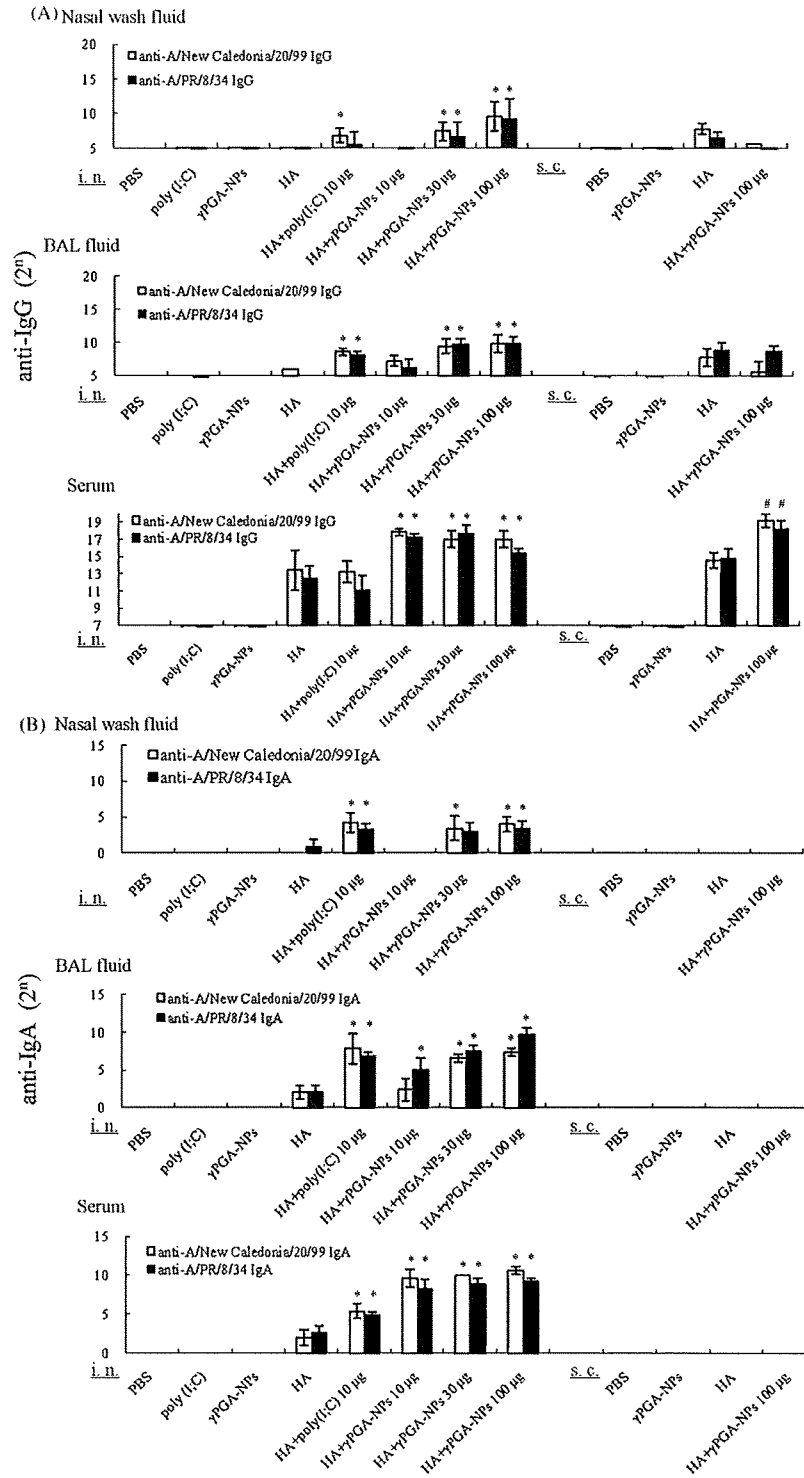 (A) Nasal wash fluid
20
15
10
5
anti-A/New Caledonia/20/99 IgG
anti-A/PR/8/34 IgG
* * * * *
i. n.
PBS
poly (I;C)
γPGA-NPs
HA
HA+poly(I;C) 10 μg
HA+γPGA-NPs 10 μg
HA+γPGA-NPs 30 μg
HA+γPGA-NPs 100 μg
s. c.
PBS
γPGA-NPs
HA
HA+γPGA-NPs 100 μg
anti-IgG (2ⁿ)
BAL fluid
20
15
10
5
anti-A/New Caledonia/20/99 IgG
anti-A/PR/8/34 IgG
* * * * * *
i. n.
PBS
poly (I;C)
γPGA-NPs
HA
HA+poly(I;C) 10 μg
HA+γPGA-NPs 10 μg
HA+γPGA-NPs 30 μg
HA+γPGA-NPs 100 μg
s. c.
PBS
γPGA-NPs
HA
HA+γPGA-NPs 100 μg
Serum
19
17
15
13
11
9
7
anti-A/New Caledonia/20/99 IgG
anti-A/PR/8/34 IgG
* * * * * * # #
i. n.
PBS
poly (I;C)
γPGA-NPs
HA
HA+poly(I;C) 10 μg
HA+γPGA-NPs 10 μg
HA+γPGA-NPs 30 μg
HA+γPGA-NPs 100 μg
s. c.
PBS
γPGA-NPs
HA
HA+γPGA-NPs 100 μg
(B) Nasal wash fluid
15
10
5
0
anti-A/New Caledonia/20/99 IgA
anti-A/PR/8/34 IgA
* * * * *
i. n.
PBS
poly (I;C)
γPGA-NPs
HA
HA+poly(I;C) 10 μg
HA+γPGA-NPs 10 μg
HA+γPGA-NPs 30 μg
HA+γPGA-NPs 100 μg
s. c.
PBS
γPGA-NPs
HA
HA+γPGA-NPs 100 μg
anti-IgA (2ⁿ)
BAL fluid
15
10
5
0
anti-A/New Caledonia/20/99 IgA
anti-A/PR/8/34 IgA
* * * * * * *
i. n.
PBS
poly (I;C)
γPGA-NPs
HA
HA+poly(I;C) 10 μg
HA+γPGA-NPs 10 μg
HA+γPGA-NPs 30 μg
HA+γPGA-NPs 100 μg
s. c.
PBS
γPGA-NPs
HA
HA+γPGA-NPs 100 μg
Serum
15
10
5
0
anti-A/New Caledonia/20/99 IgA
anti-A/PR/8/34 IgA
* * * * * * * *
i. n.
PBS
poly (I;C)
γPGA-NPs
HA
HA+poly(I;C) 10 μg
HA+γPGA-NPs 10 μg
HA+γPGA-NPs 30 μg
HA+γPGA-NPs 100 μg
s. c.
PBS
γPGA-NPs
HA
HA+γPGA-NPs 100 μg